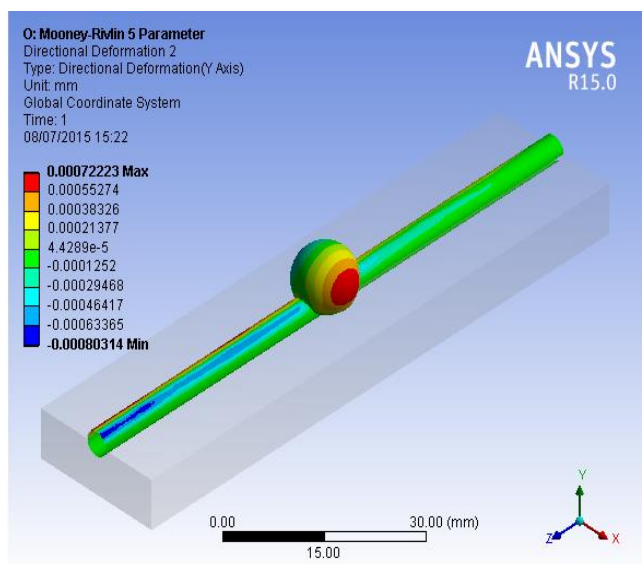 O: Mooney-Rivlin 5 Parameter
Directional Deformation 2
Type: Directional Deformation(Y Axis)
Unit: mm
Global Coordinate System
Time: 1
08/07/2015 15:22
ANSYS
R15.0
0.00072223 Max
0.00055274
0.00038326
0.00021377
4.4289e-5
-0.0001252
-0.00029468
-0.00046417
-0.00063365
-0.00080314 Min
0.00
30.00 (mm)
15.00
Y
Z
X